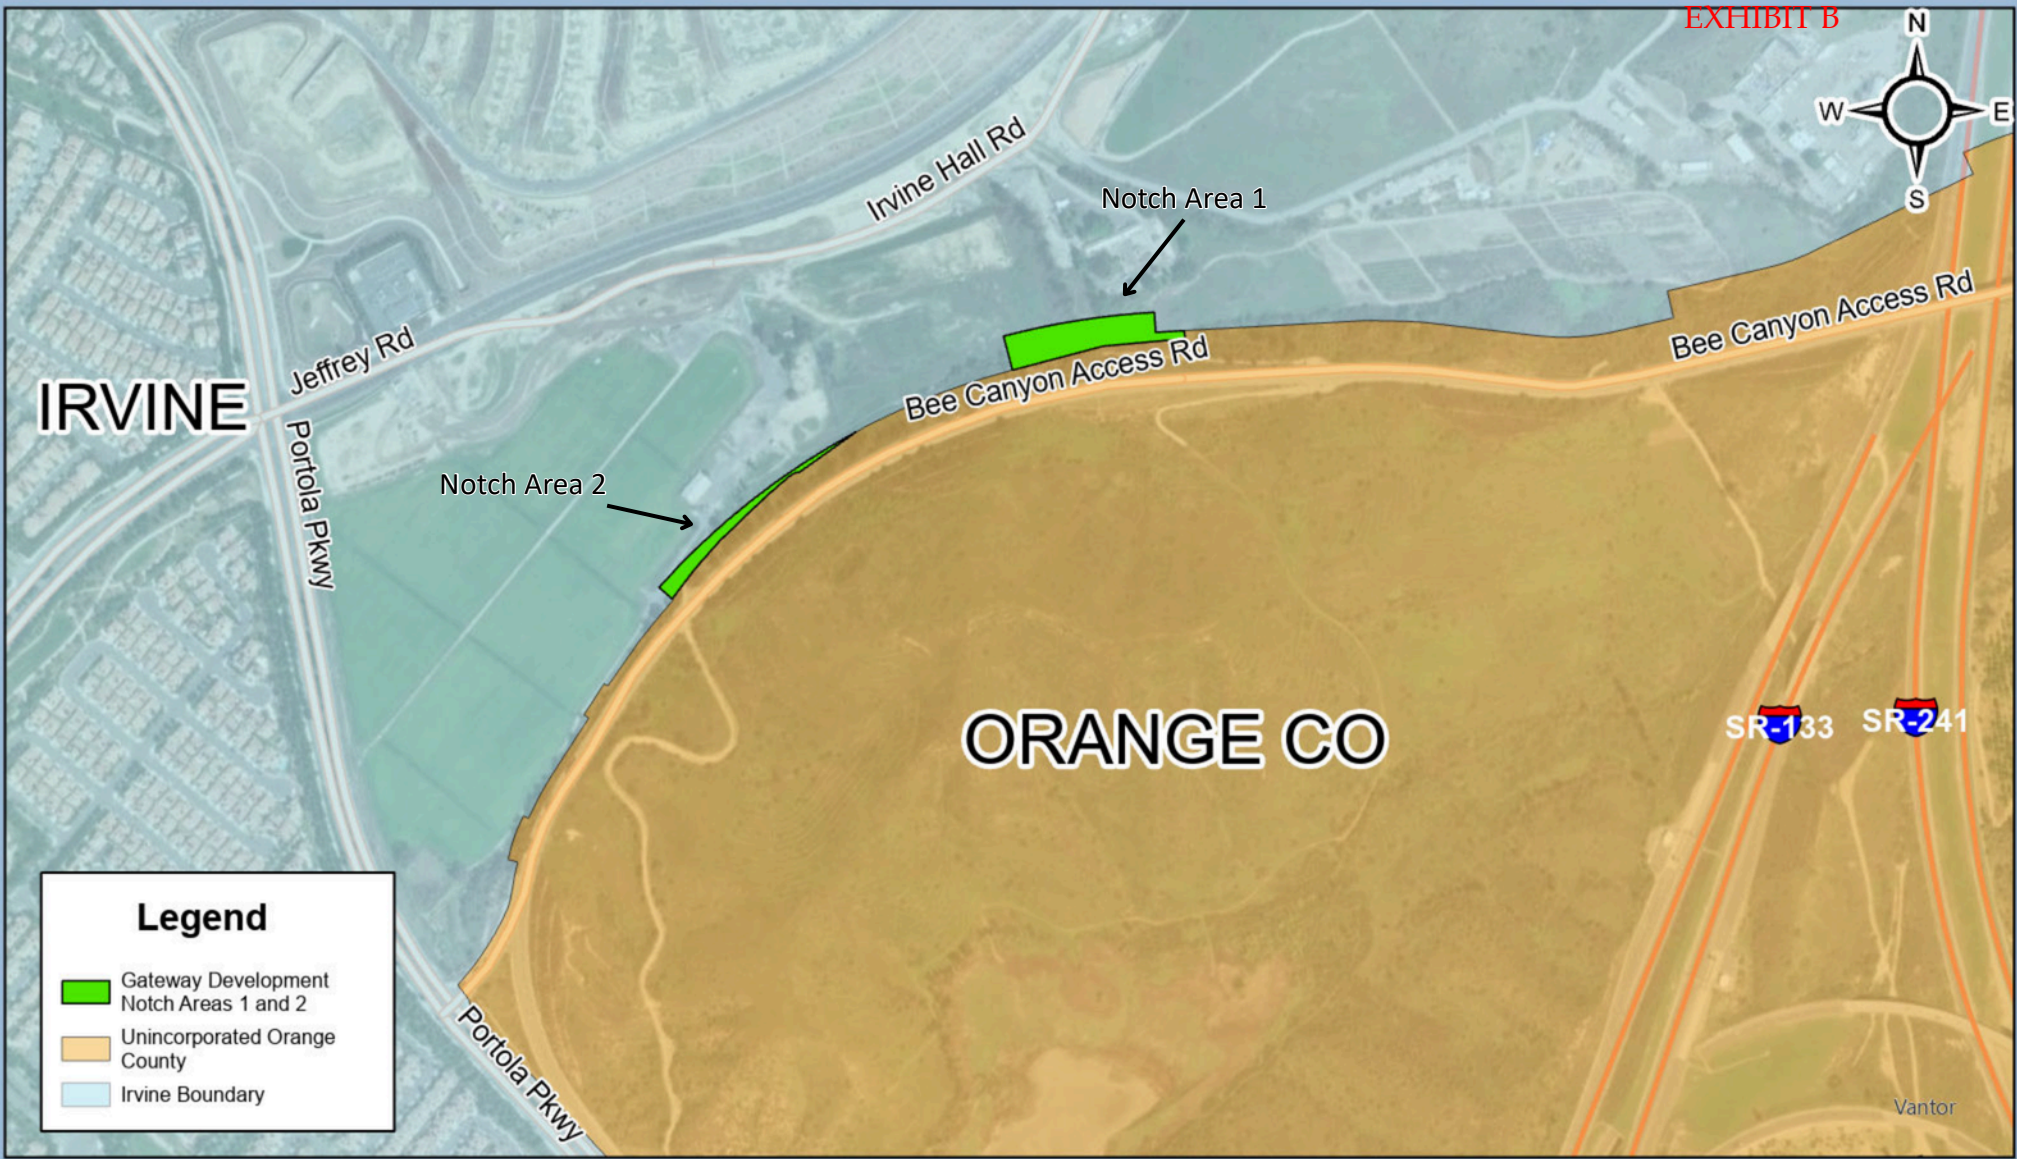 EXHIBIT B
N
W
E
S
Irvine Hall Rd
Notch Area 1
Bee Canyon Access Rd
Bee Canyon Access Rd
Jeffrey Rd
IRVINE
Portola Pkwy
Notch Area 2
ORANGE CO
SR-133
SR-241
Legend
Gateway Development
Notch Areas 1 and 2
Unincorporated Orange
County
Irvine Boundary
Portola Pkwy
Vantor